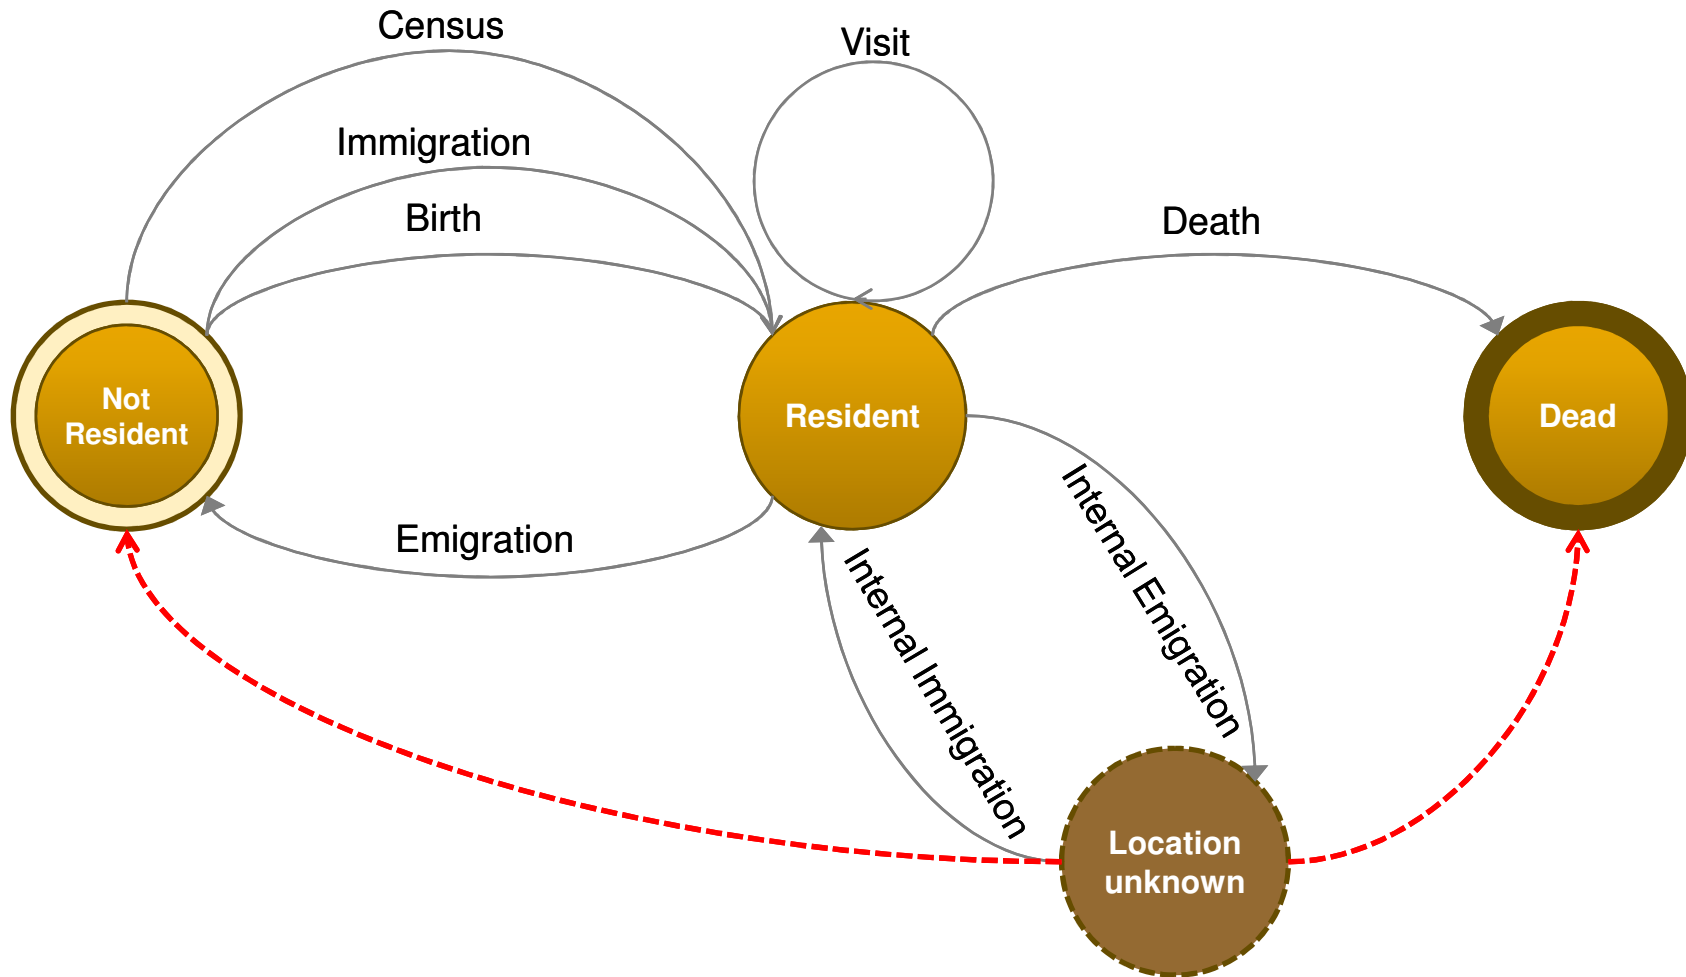 Census
Visit
Immigration
Birth
Death
Not
Resident
Resident
Dead
Emigration
Internal Emigration
Internal Immigration
Location
unknown